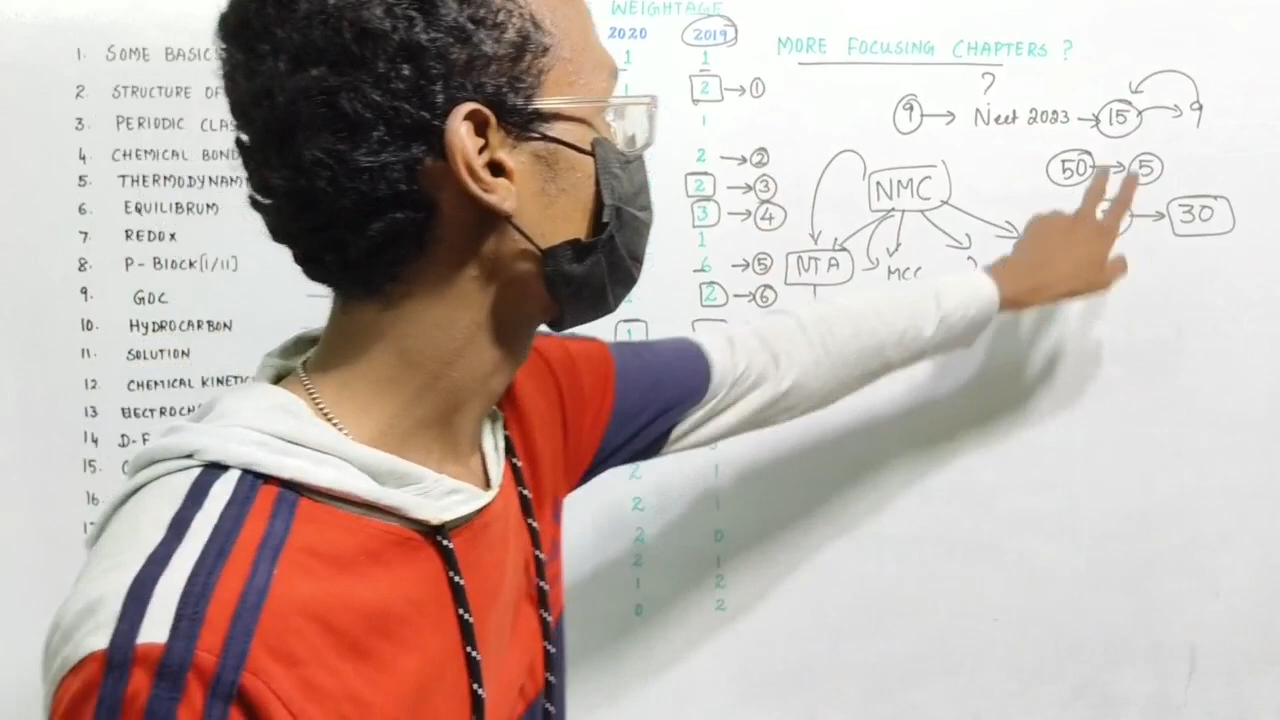 WEIGHTAGE
2020 2019
1. SOME BASICS 1 1
2. STRUCTURE OF 1 2 → 1
3. PERIODIC CLAS 1
4. CHEMICAL BOND 2 → 2
5. THERMODYNAMI 2 → 3
6. EQUILIBRUM 3 → 4
7. REDOX 1
8. P-BLOCK[I/II] 6 → 5
9. GOC 2 → 6
10. HYDROCARBON 1
11. SOLUTION
12. CHEMICAL KINETIC
13 ELECTROCH
14 D-F
15. C 2 1
16. 2 1
2 0
2 1
1 2
0 2
MORE FOCUSING CHAPTERS ?
?
9 → Neet 2023 → 15 → 9
50 → 5
→ 30
NMC
NTA MCC